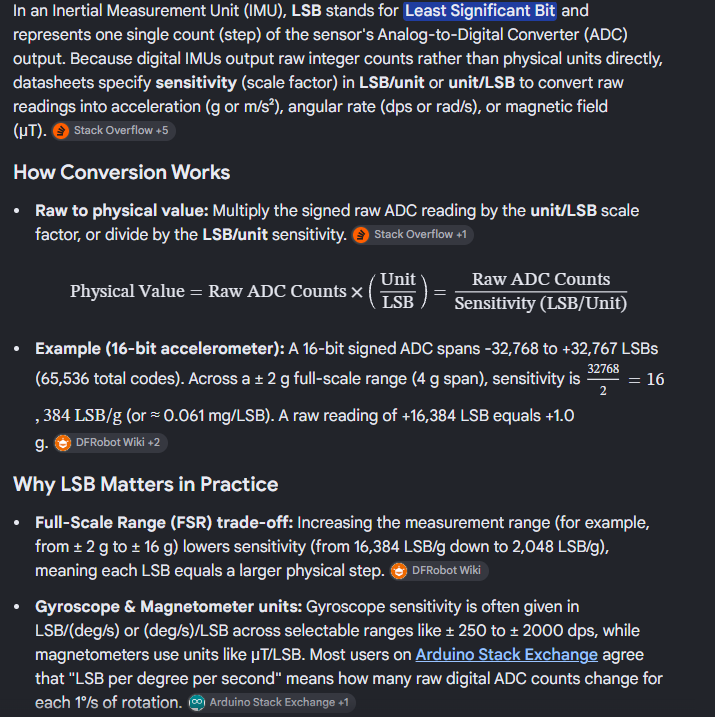 In an Inertial Measurement Unit (IMU), LSB stands for Least Significant Bit and
represents one single count (step) of the sensor's Analog-to-Digital Converter (ADC)
output. Because digital IMUs output raw integer counts rather than physical units directly,
datasheets specify sensitivity (scale factor) in LSB/unit or unit/LSB to convert raw
readings into acceleration (g or m/s²), angular rate (dps or rad/s), or magnetic field
(μT). Stack Overflow +5
How Conversion Works
• Raw to physical value: Multiply the signed raw ADC reading by the unit/LSB scale
factor, or divide by the LSB/unit sensitivity. Stack Overflow +1
Physical Value = Raw ADC Counts × (Unit/LSB) = Raw ADC Counts/Sensitivity (LSB/Unit)
• Example (16-bit accelerometer): A 16-bit signed ADC spans -32,768 to +32,767 LSBs
(65,536 total codes). Across a ± 2 g full-scale range (4 g span), sensitivity is 32768/2 = 16
, 384 LSB/g (or ≈ 0.061 mg/LSB). A raw reading of +16,384 LSB equals +1.0
g. DFRobot Wiki +2
Why LSB Matters in Practice
• Full-Scale Range (FSR) trade-off: Increasing the measurement range (for example,
from ± 2 g to ± 16 g) lowers sensitivity (from 16,384 LSB/g down to 2,048 LSB/g),
meaning each LSB equals a larger physical step. DFRobot Wiki
• Gyroscope & Magnetometer units: Gyroscope sensitivity is often given in
LSB/(deg/s) or (deg/s)/LSB across selectable ranges like ± 250 to ± 2000 dps, while
magnetometers use units like μT/LSB. Most users on Arduino Stack Exchange agree
that "LSB per degree per second" means how many raw digital ADC counts change for
each 1°/s of rotation. Arduino Stack Exchange +1